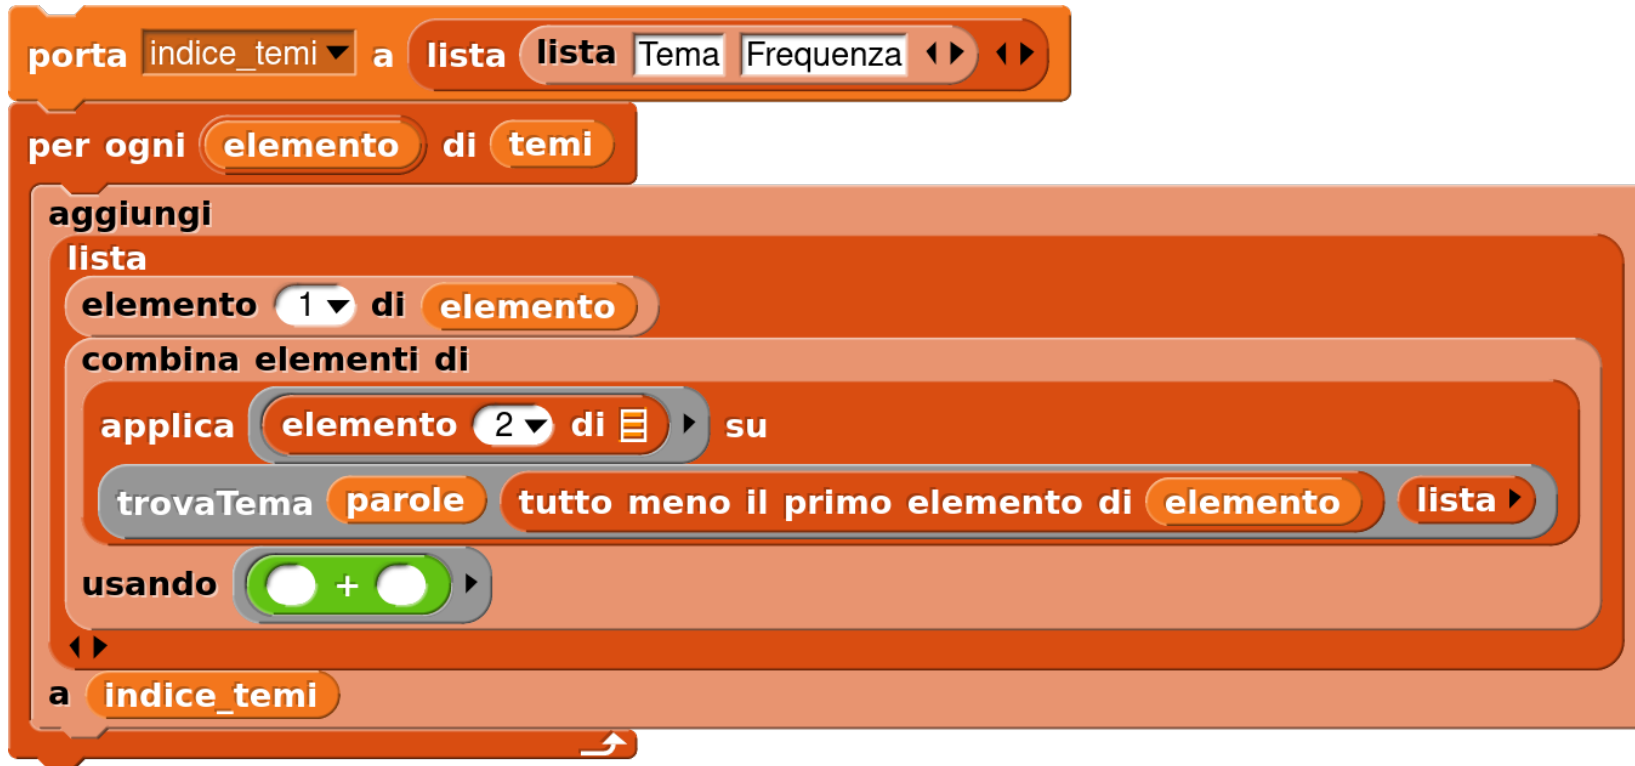 porta indice_temi a lista lista Tema Frequenza
per ogni elemento di temi
aggiungi
lista
elemento 1 di elemento
combina elementi di
applica elemento 2 di su
trovaTema parole tutto meno il primo elemento di elemento lista
usando +
a indice_temi